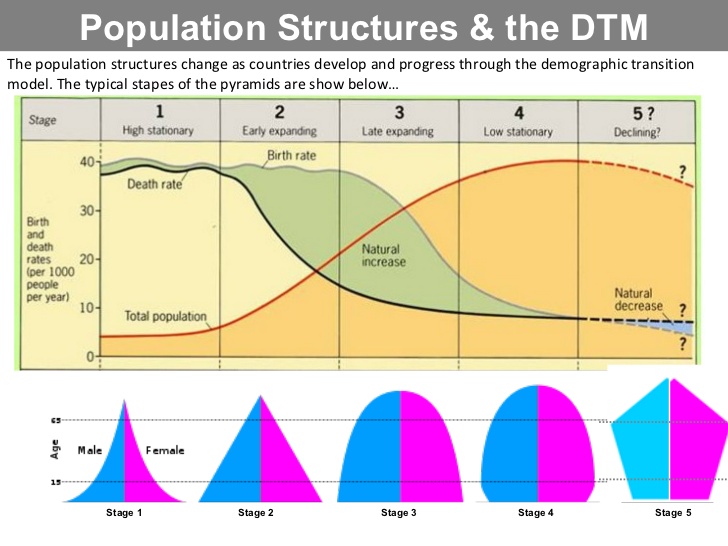 Population Structures & the DTM
The population structures change as countries develop and progress through the demographic transition
model. The typical stapes of the pyramids are show below…
Stage
1
High stationary
2
Early expanding
3
Late expanding
4
Low stationary
5 ?
Declining?
40
30
20
10
0
Birth
and
death
rates
(per 1000
people
per year)
Birth rate
Death rate
Natural
increase
Total population
Natural
decrease
?
?
?
65
15
Age
Male
Female
Stage 1
Stage 2
Stage 3
Stage 4
Stage 5